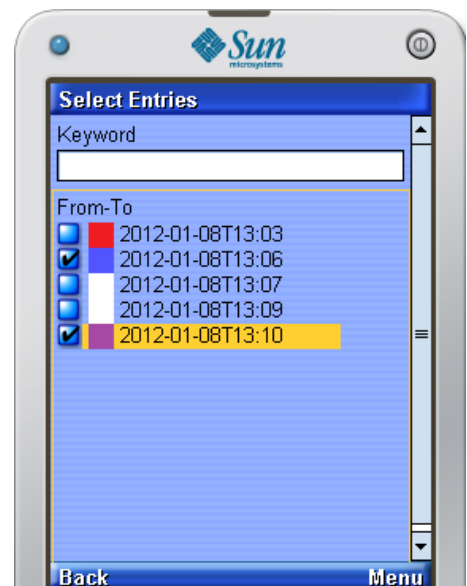 Sun
microsystems
Select Entries
Keyword
From-To
2012-01-08T13:03
2012-01-08T13:06
2012-01-08T13:07
2012-01-08T13:09
2012-01-08T13:10
Back Menu